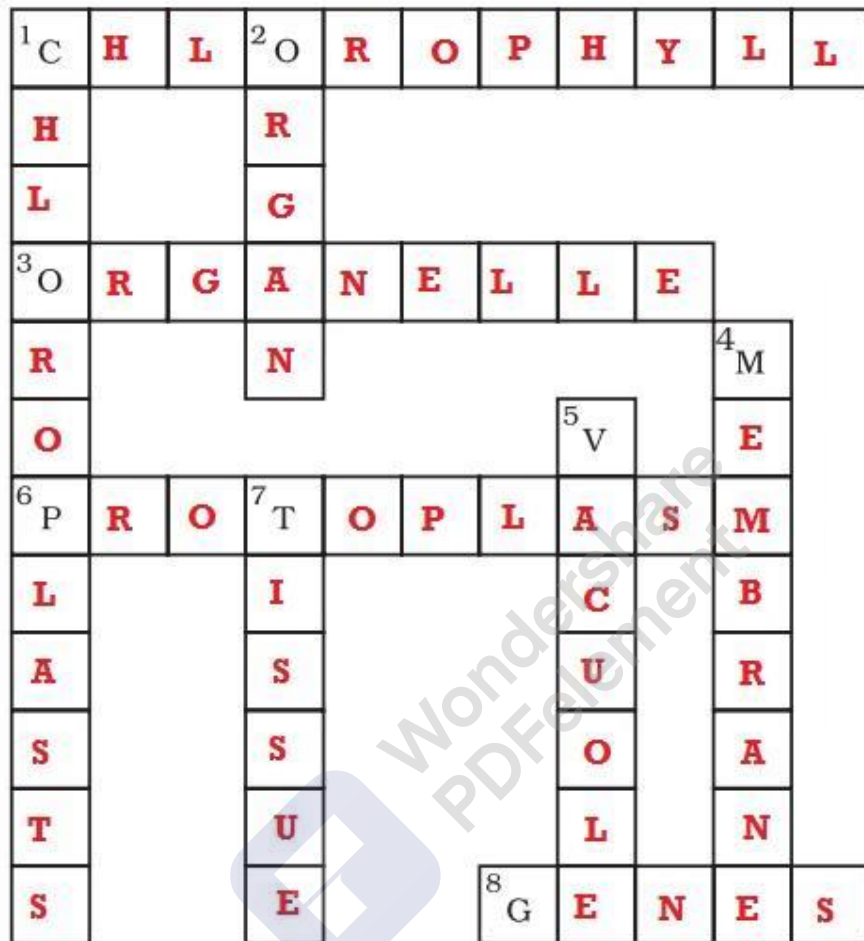 1C H L 2O R O P H Y L L
H R
L G
3O R G A N E L L E
R N 4M
O 5V E
6P R O 7T O P L A S M
L I C B
A S U R
S S O A
T U L N
S E 8G E N E S
Wondershare
PDFelement